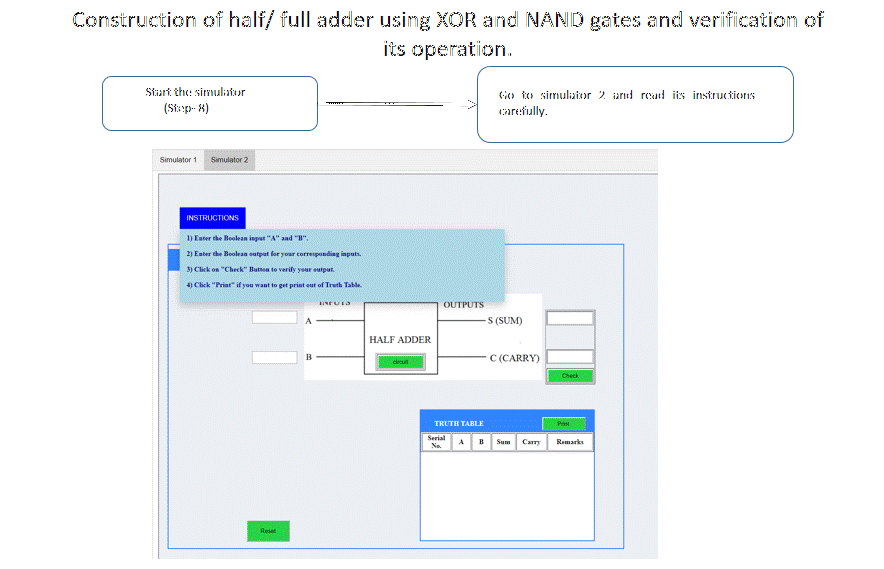 Construction of half/ full adder using XOR and NAND gates and verification of
its operation.
Start the simulator
(Step- 8)
Go to simulator 2 and read its instructions
carefully.
Simulator 1 Simulator 2
INSTRUCTIONS
1) Enter the Boolean input "A" and "B".
2) Enter the Boolean output for your corresponding inputs.
3) Click on "Check" Button to verify your output.
4) Click "Print" if you want to get print out of Truth Table.
INPUTS OUTPUTS
A S (SUM)
HALF ADDER
B C (CARRY)
circuit
Check
TRUTH TABLE Print
Serial
No. A B Sum Carry Remarks
Reset